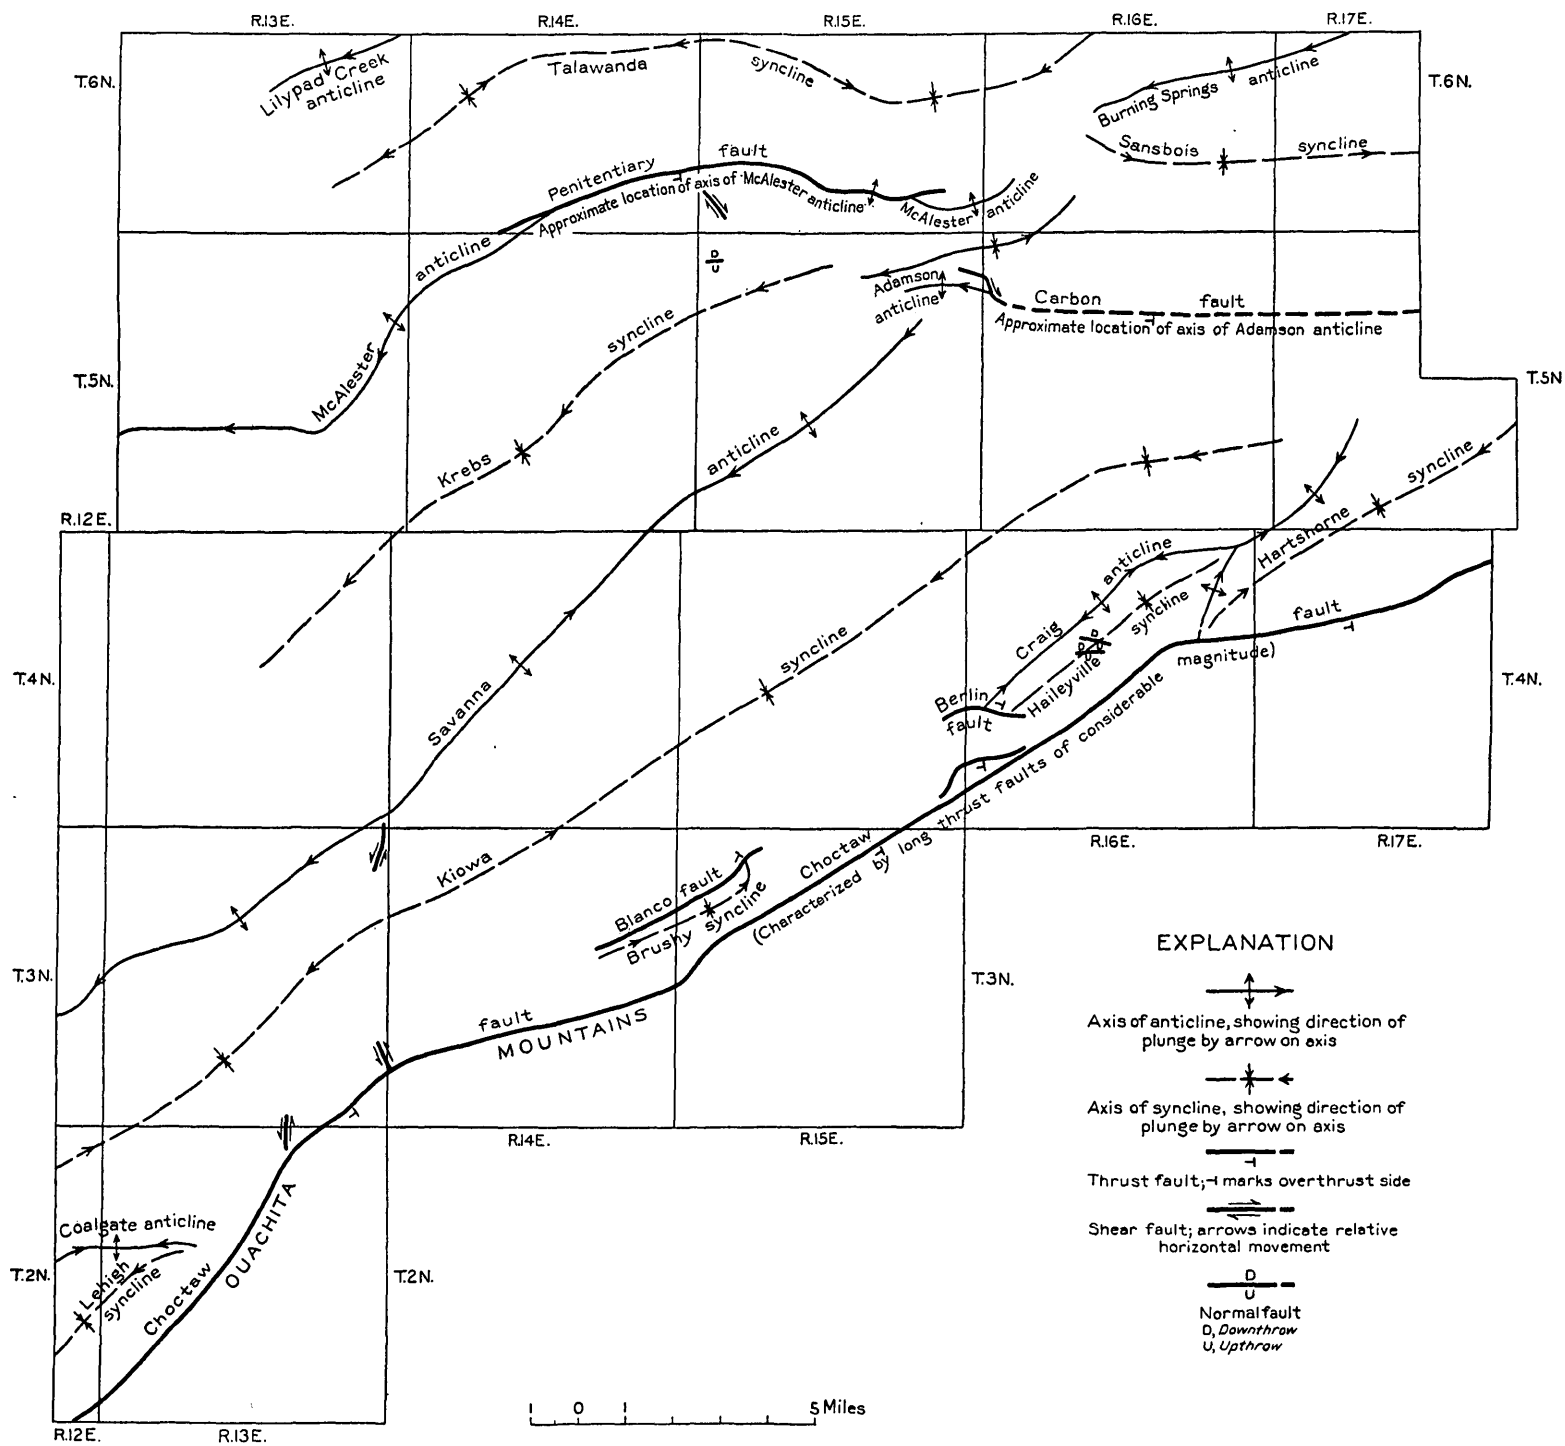 R.13E.
R.14E.
R.15E.
R.16E.
R.17E.
T.6N.
T.6N.
Lilypad Creek
anticline
Talawanda syncline
Burning Springs anticline
Sansbois syncline
Penitentiary fault
Approximate location of axis of McAlester anticline
McAlester anticline
McAlester anticline
D
U
Adamson
anticline
Carbon fault
Approximate location of axis of Adamson anticline
T.5N.
T.5N
Krebs syncline
Savanna anticline
R.12E.
Hartshorne syncline
Craig anticline
Haileyville syncline
D
U
D
U
Berlin
fault
T.4N.
T.4N.
Kiowa syncline
Choctaw fault
(Characterized by long thrust faults of considerable magnitude)
R.16E.
R.17E.
Blanco fault
Brushy syncline
T.3N.
T.3N.
fault
OUACHITA MOUNTAINS
R.14E.
R.15E.
Coalgate anticline
Lehigh
syncline
Choctaw
T.2N.
T.2N.
R.12E.
R.13E.
1 0 1 5 Miles
EXPLANATION
Axis of anticline, showing direction of
plunge by arrow on axis
Axis of syncline, showing direction of
plunge by arrow on axis
Thrust fault; ⊣ marks overthrust side
Shear fault; arrows indicate relative
horizontal movement
D
U
Normal fault
D, Downthrow
U, Upthrow